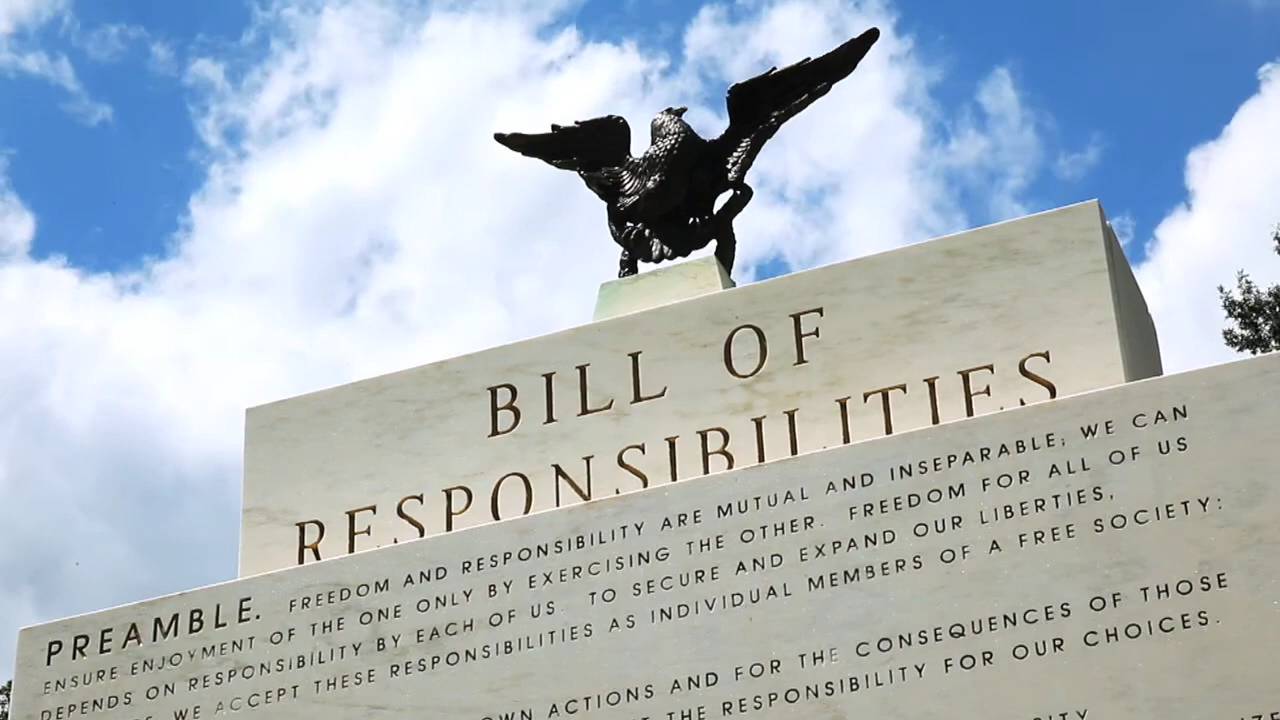 BILL OF
RESPONSIBILITIES
PREAMBLE. FREEDOM AND RESPONSIBILITY ARE MUTUAL AND INSEPARABLE; WE CAN
ENSURE ENJOYMENT OF THE ONE ONLY BY EXERCISING THE OTHER. FREEDOM FOR ALL OF US
DEPENDS ON RESPONSIBILITY BY EACH OF US. TO SECURE AND EXPAND OUR LIBERTIES,
WE ACCEPT THESE RESPONSIBILITIES AS INDIVIDUAL MEMBERS OF A FREE SOCIETY:
OWN ACTIONS AND FOR THE CONSEQUENCES OF THOSE
THE RESPONSIBILITY FOR OUR CHOICES.